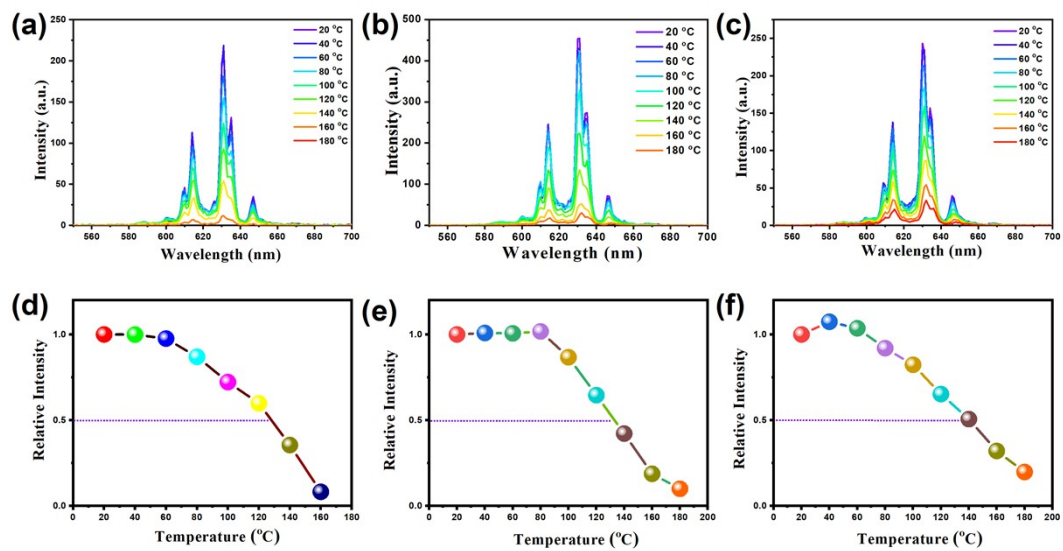 (a)
250
200
150
100
50
0
Intensity (a.u.)
20 °C
40 °C
60 °C
80 °C
100 °C
120 °C
140 °C
160 °C
180 °C
560 580 600 620 640 660 680 700
Wavelength (nm)
(b)
500
400
300
200
100
0
Intensity (a.u.)
20 °C
40 °C
60 °C
80 °C
100 °C
120 °C
140 °C
160 °C
180 °C
560 580 600 620 640 660 680 700
Wavelength (nm)
(c)
250
200
150
100
50
0
Intensity (a.u.)
20 °C
40 °C
60 °C
80 °C
100 °C
120 °C
140 °C
160 °C
180 °C
560 580 600 620 640 660 680 700
Wavelength (nm)
(d)
1.0
0.5
0.0
Relative Intensity
0 20 40 60 80 100 120 140 160 180
Temperature (°C)
(e)
1.0
0.5
0.0
Relative Intensity
0 20 40 60 80 100 120 140 160 180 200
Temperature (°C)
(f)
1.0
0.5
0.0
Relative Intensity
0 20 40 60 80 100 120 140 160 180 200
Temperature (°C)